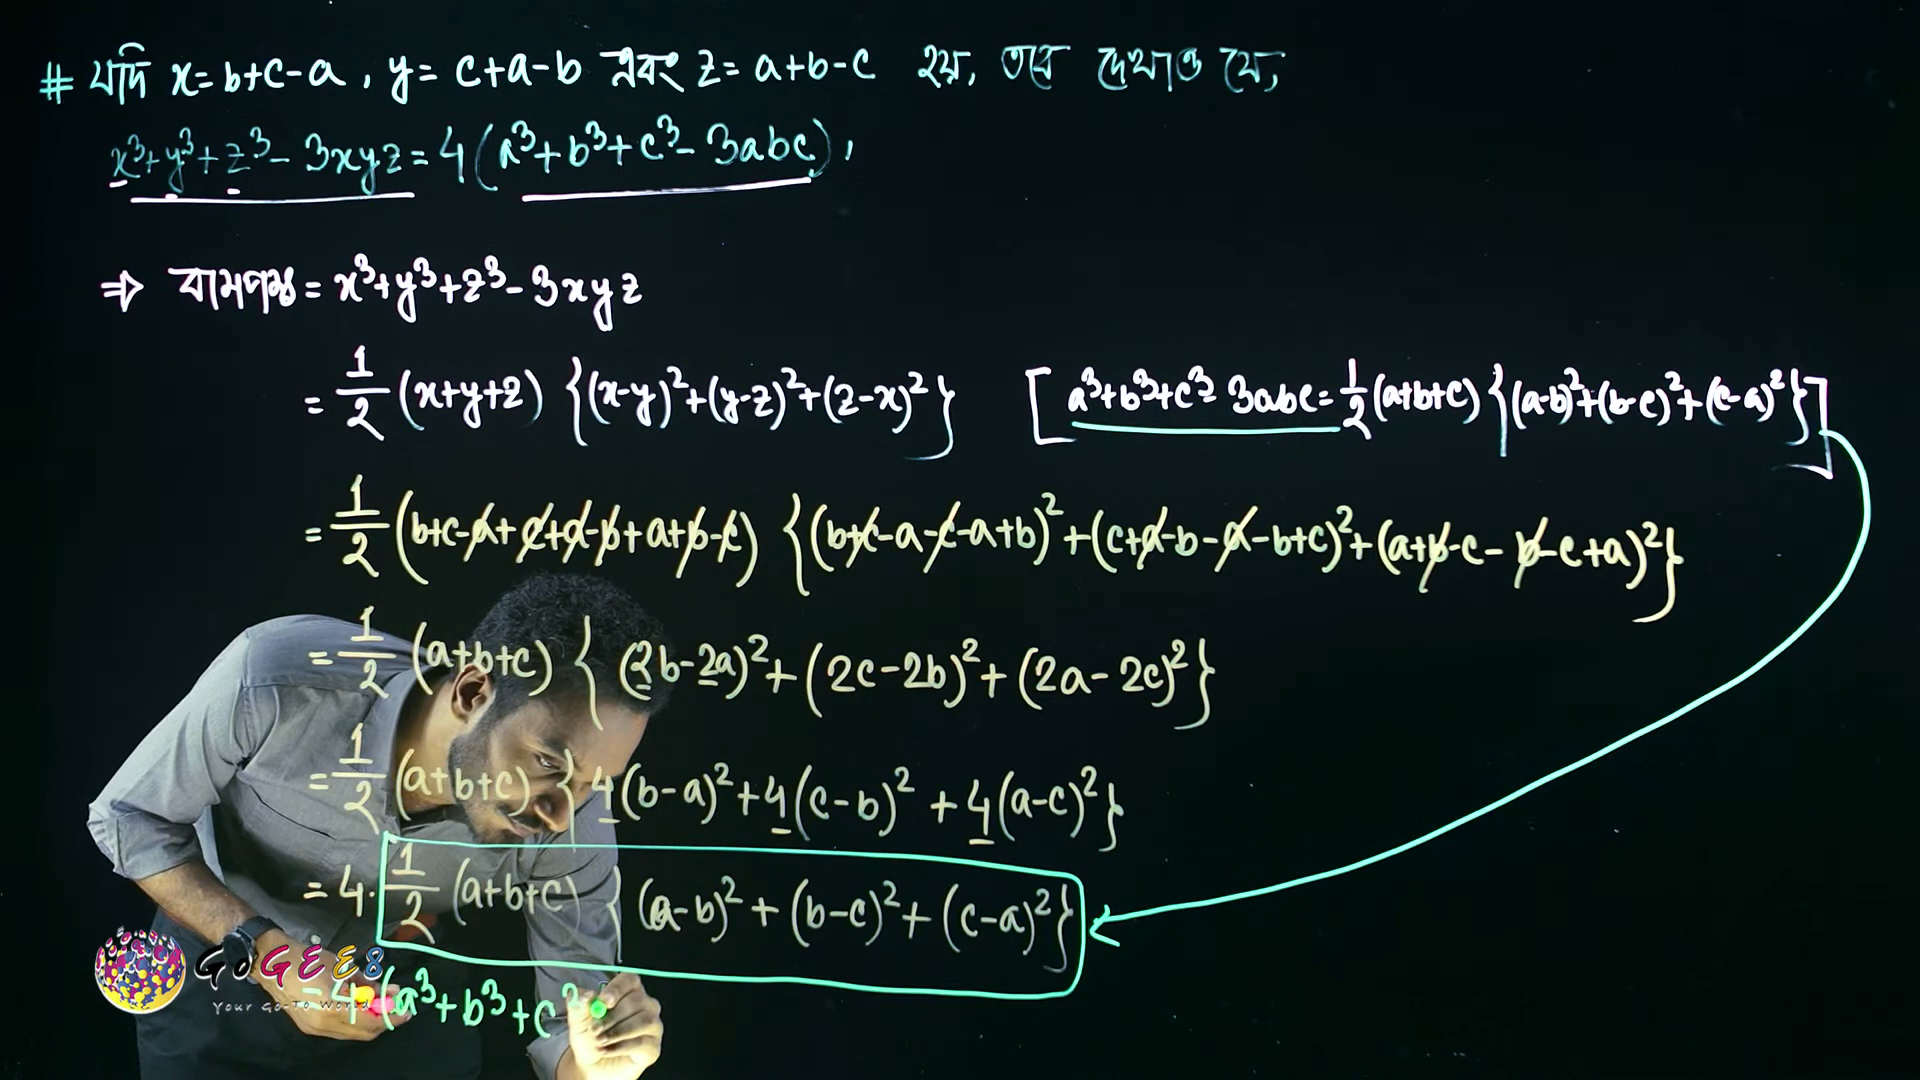 # যদি x = b+c-a, y = c+a-b এবং z = a+b-c হয়, তবে দেখাও যে,
x³+y³+z³-3xyz = 4(a³+b³+c³-3abc),
⇒ বামপক্ষ = x³+y³+z³-3xyz
= 1/2 (x+y+z) {(x-y)²+(y-z)²+(z-x)²} [a³+b³+c³-3abc = 1/2 (a+b+c) {(a-b)²+(b-c)²+(c-a)²}]
= 1/2 (b+c-a+c+a-b+a+b-c) {(b+c-a-c-a+b)²+(c+a-b-a-b+c)²+(a+b-c-b-c+a)²}
= 1/2 (a+b+c) {(2b-2a)²+(2c-2b)²+(2a-2c)²}
= 1/2 (a+b+c) {4(b-a)²+4(c-b)²+4(a-c)²}
= 4. 1/2 (a+b+c) {(a-b)²+(b-c)²+(c-a)²}
= 4(a³+b³+c³
GOGEE8
Your Go-To World